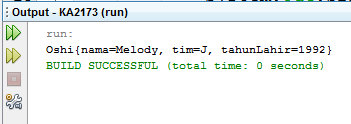 Output - KA2173 (run)
run:
Oshi{nama=Melody, tim=J, tahunLahir=1992}
BUILD SUCCESSFUL (total time: 0 seconds)